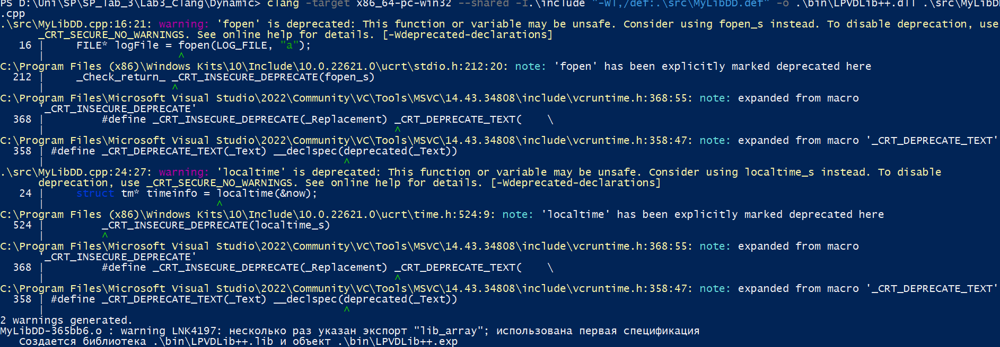 PS D:\Uni\SP\SP_lab_3\Lab3_Clang\Dynamic> clang -target x86_64-pc-win32 --shared -I.\include "-Wl,/def:.\src\MyLibDD.def" -o .\bin\LPVDLib++.dll .\src\MyLibDD
.cpp
.\src\MyLibDD.cpp:16:21: warning: 'fopen' is deprecated: This function or variable may be unsafe. Consider using fopen_s instead. To disable deprecation, use
      _CRT_SECURE_NO_WARNINGS. See online help for details. [-Wdeprecated-declarations]
   16 |     FILE* logFile = fopen(LOG_FILE, "a");
      |                     ^
C:\Program Files (x86)\Windows Kits\10\Include\10.0.22621.0\ucrt\stdio.h:212:20: note: 'fopen' has been explicitly marked deprecated here
  212 |     _Check_return_ _CRT_INSECURE_DEPRECATE(fopen_s)
      |                    ^
C:\Program Files\Microsoft Visual Studio\2022\Community\VC\Tools\MSVC\14.43.34808\include\vcruntime.h:368:55: note: expanded from macro
      '_CRT_INSECURE_DEPRECATE'
  368 |         #define _CRT_INSECURE_DEPRECATE(_Replacement) _CRT_DEPRECATE_TEXT(    \
      |                                                       ^
C:\Program Files\Microsoft Visual Studio\2022\Community\VC\Tools\MSVC\14.43.34808\include\vcruntime.h:358:47: note: expanded from macro '_CRT_DEPRECATE_TEXT'
  358 | #define _CRT_DEPRECATE_TEXT(_Text) __declspec(deprecated(_Text))
      |                                               ^
.\src\MyLibDD.cpp:24:27: warning: 'localtime' is deprecated: This function or variable may be unsafe. Consider using localtime_s instead. To disable
      deprecation, use _CRT_SECURE_NO_WARNINGS. See online help for details. [-Wdeprecated-declarations]
   24 |     struct tm* timeinfo = localtime(&now);
      |                           ^
C:\Program Files (x86)\Windows Kits\10\Include\10.0.22621.0\ucrt\time.h:524:9: note: 'localtime' has been explicitly marked deprecated here
  524 |         _CRT_INSECURE_DEPRECATE(localtime_s)
      |         ^
C:\Program Files\Microsoft Visual Studio\2022\Community\VC\Tools\MSVC\14.43.34808\include\vcruntime.h:368:55: note: expanded from macro
      '_CRT_INSECURE_DEPRECATE'
  368 |         #define _CRT_INSECURE_DEPRECATE(_Replacement) _CRT_DEPRECATE_TEXT(    \
      |                                                       ^
C:\Program Files\Microsoft Visual Studio\2022\Community\VC\Tools\MSVC\14.43.34808\include\vcruntime.h:358:47: note: expanded from macro '_CRT_DEPRECATE_TEXT'
  358 | #define _CRT_DEPRECATE_TEXT(_Text) __declspec(deprecated(_Text))
      |                                               ^
2 warnings generated.
MyLibDD-365bb6.o : warning LNK4197: несколько раз указан экспорт "lib_array"; использована первая спецификация
   Создается библиотека .\bin\LPVDLib++.lib и объект .\bin\LPVDLib++.exp